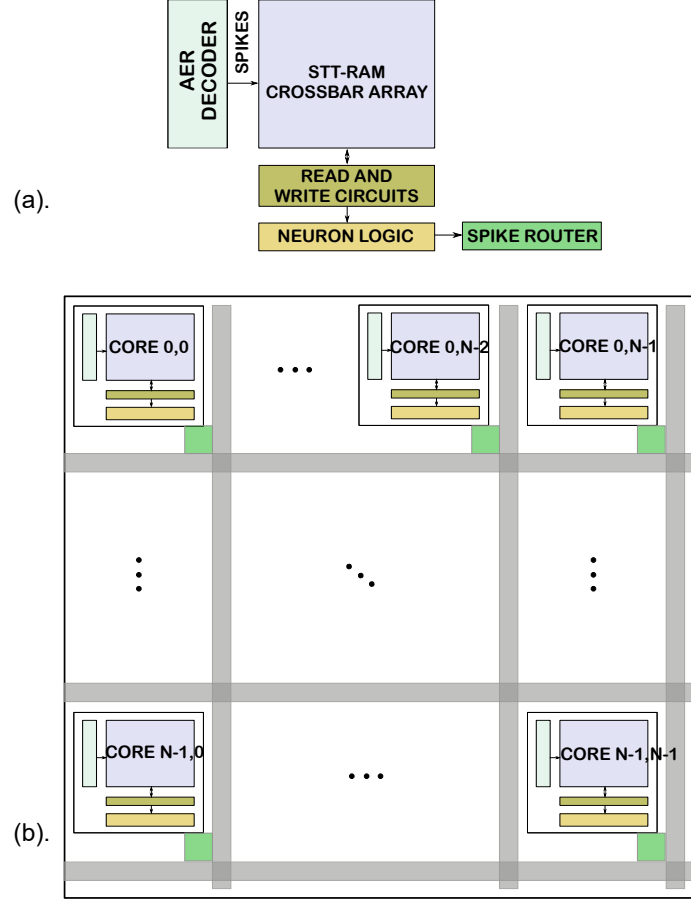 AER
DECODER
SPIKES
STT-RAM
CROSSBAR ARRAY
READ AND
WRITE CIRCUITS
(a).
NEURON LOGIC
SPIKE ROUTER
CORE 0,0
CORE 0,N-2
CORE 0,N-1
CORE N-1,0
CORE N-1,N-1
(b).